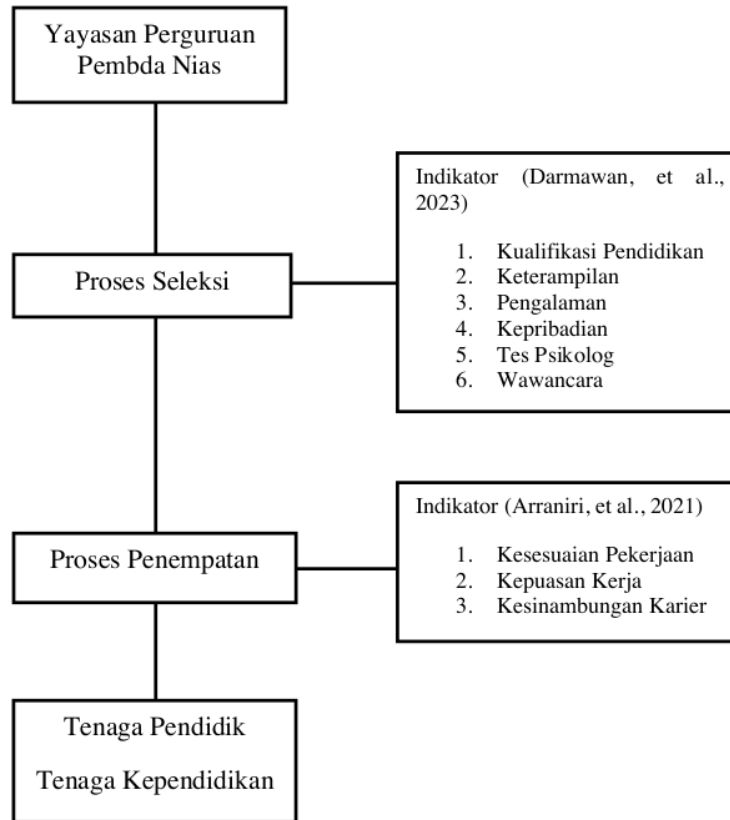 Yayasan Perguruan
Pembda Nias
Indikator (Darmawan, et al.,
2023)
1. Kualifikasi Pendidikan
2. Keterampilan
3. Pengalaman
4. Kepribadian
5. Tes Psikolog
6. Wawancara
Proses Seleksi
Indikator (Arraniri, et al., 2021)
1. Kesesuaian Pekerjaan
2. Kepuasan Kerja
3. Kesinambungan Karier
Proses Penempatan
Tenaga Pendidik
Tenaga Kependidikan